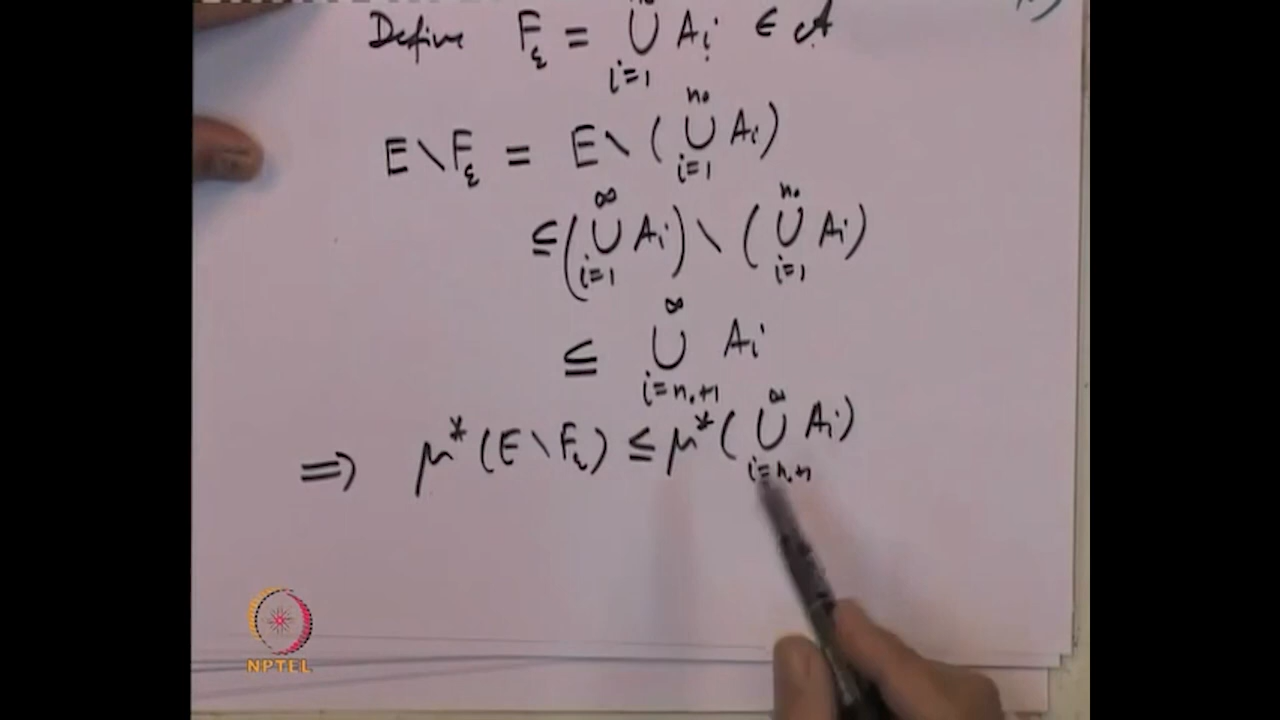 Define F_ε = ⋃_{i=1}^{n₀} A_i ∈ 𝒜
E \ F_ε = E \ (⋃_{i=1}^{n₀} A_i)
⊆ (⋃_{i=1}^{∞} A_i) \ (⋃_{i=1}^{n₀} A_i)
⊆ ⋃_{i=n₀+1}^{∞} A_i
⇒ μ*(E \ F_ε) ≤ μ*(⋃_{i=n₀+1}^{∞} A_i)
NPTEL